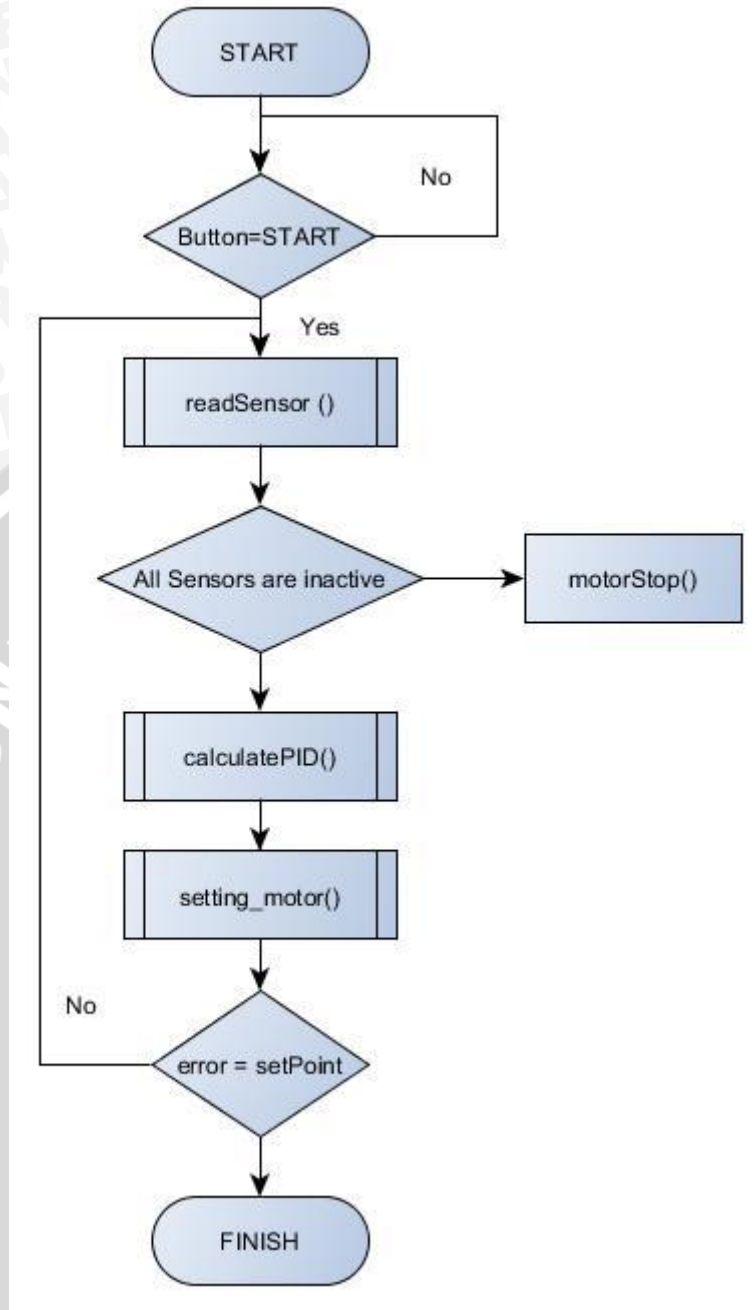 START
No
Button=START
Yes
readSensor ()
All Sensors are inactive
motorStop()
calculatePID()
setting_motor()
No
error = setPoint
FINISH